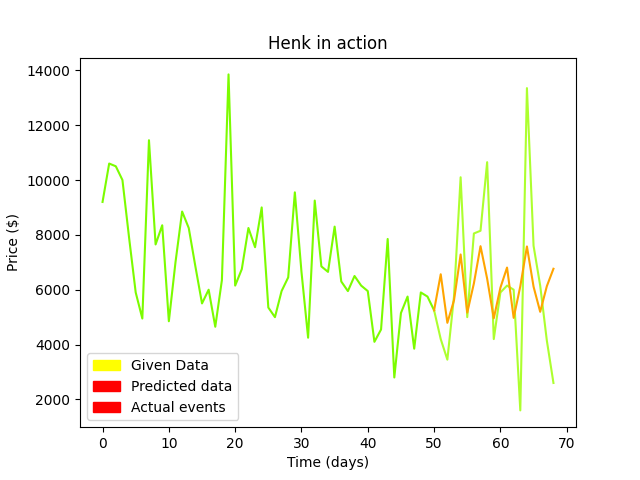 Henk in action
Price ($)
14000
12000
10000
8000
6000
4000
2000
Given Data
Predicted data
Actual events
0 10 20 30 40 50 60 70
Time (days)